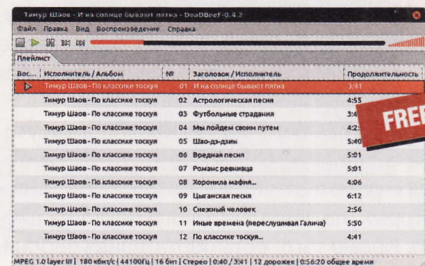 Тимур Шаов - И на солнце бывают пятна - DeaDBeeF-0.4.2
Файл Правка Вид Воспроизведение Справка
Плейлист
Вос... Исполнитель / Альбом № Заголовок / Исполнитель Продолжительность
Тимур Шаов - По классике тоскуя 01 И на солнце бывают пятна 3:41
Тимур Шаов - По классике тоскуя 02 Астрологическая песня 4:55
Тимур Шаов - По классике тоскуя 03 Футбольные страдания 3:4
Тимур Шаов - По классике тоскуя 04 Мы пойдем своим путем 4:2
Тимур Шаов - По классике тоскуя 05 Шао-дэ-дзин 5:40
Тимур Шаов - По классике тоскуя 06 Вредная песня 5:01
Тимур Шаов - По классике тоскуя 07 Романс ревнивца 5:01
Тимур Шаов - По классике тоскуя 08 Хоронила мафия... 4:06
Тимур Шаов - По классике тоскуя 09 Цыганская песня 6:12
Тимур Шаов - По классике тоскуя 10 Снежный человек 2:56
Тимур Шаов - По классике тоскуя 11 Иные времена (переслушивая Галича) 5:50
Тимур Шаов - По классике тоскуя 12 По классике тоскуя... 4:41
FREE
MPEG 1.0 layer III | 180 кбит/с | 44100Гц | 16 бит | Стерео | 0:40 / 3:41 | 12 дорожек | 0:56:20 общее время